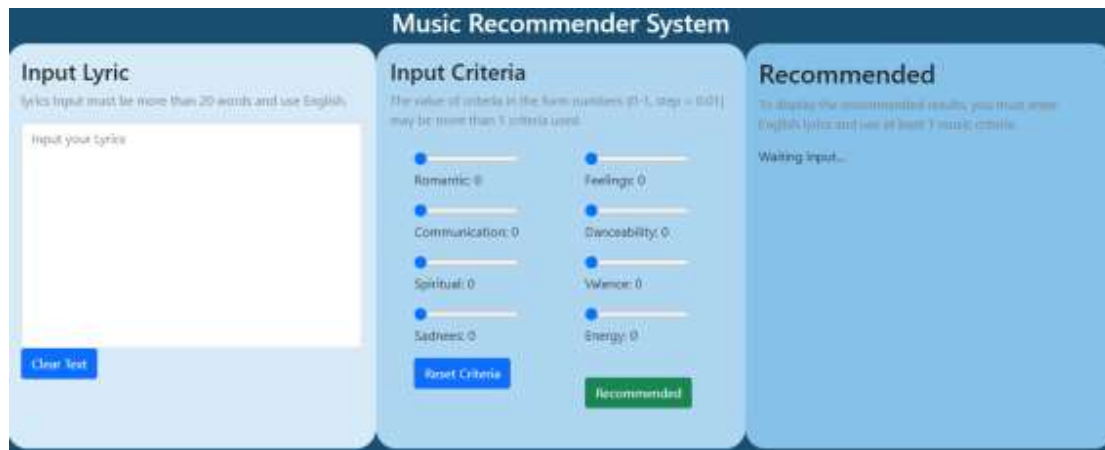 Music Recommender System
Input Lyric
lyrics input must be more than 20 words and use English.
Input your Lyrics
Clear Text
Input Criteria
The value of criteria in the form numbers (0-1, step = 0.01)
may be more than 1 criteria used.
Romantic: 0
Feelings: 0
Communication: 0
Danceability: 0
Spiritual: 0
Valence: 0
Sadnees: 0
Energy: 0
Reset Criteria
Recommended
Recommended
To display the recommended results, you must enter
English lyrics and use at least 1 music criteria.
Waiting Input...